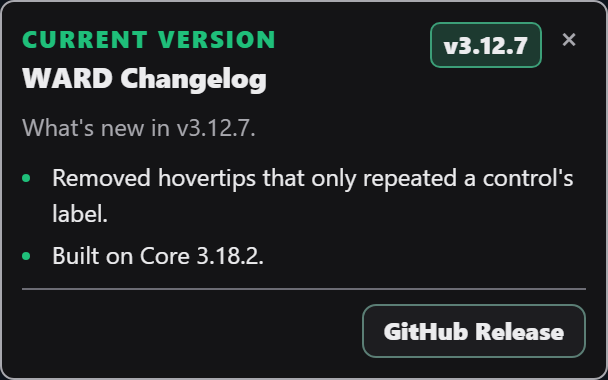 CURRENT VERSION
v3.12.7
×
WARD Changelog
What's new in v3.12.7.
• Removed hovertips that only repeated a control's
label.
• Built on Core 3.18.2.
GitHub Release